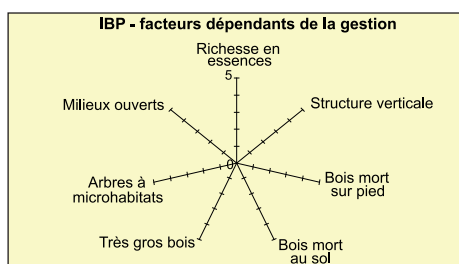 IBP - facteurs dépendants de la gestion
Richesse en
essences
5
Milieux ouverts
Structure verticale
0
Arbres à
microhabitats
Bois mort
sur pied
Très gros bois
Bois mort
au sol